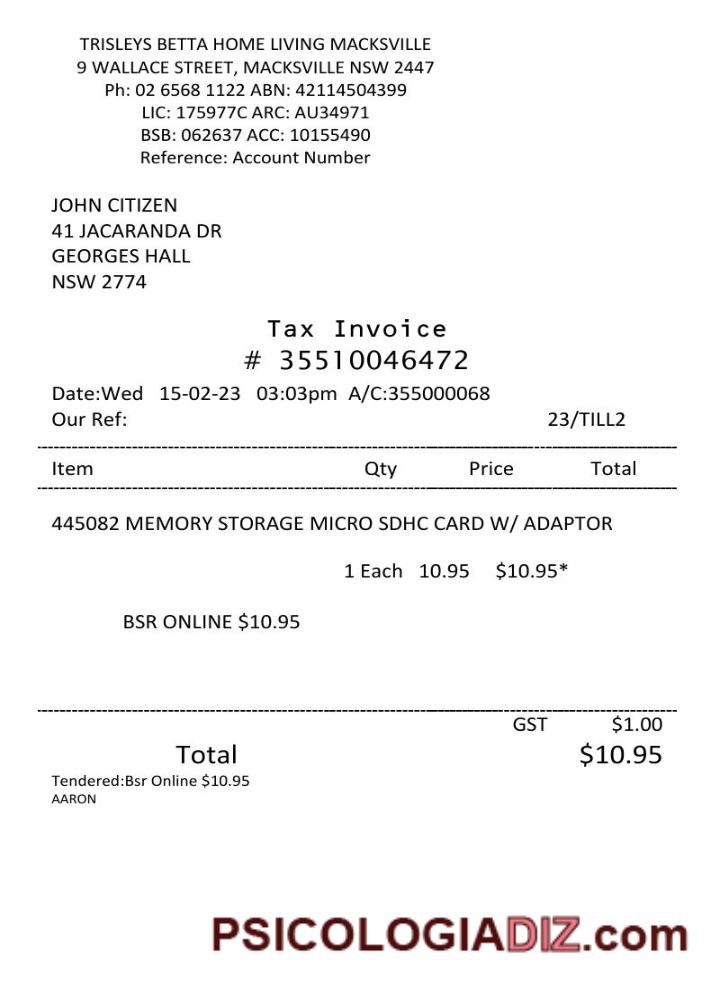 TRISLEYS BETTA HOME LIVING MACKSVILLE
9 WALLACE STREET, MACKSVILLE NSW 2447
Ph: 02 6568 1122 ABN: 42114504399
LIC: 175977C ARC: AU34971
BSB: 062637 ACC: 10155490
Reference: Account Number
JOHN CITIZEN
41 JACARANDA DR
GEORGES HALL
NSW 2774
Tax Invoice
# 35510046472
Date:Wed 15-02-23 03:03pm A/C:355000068
Our Ref: 23/TILL2
Item Qty Price Total
445082 MEMORY STORAGE MICRO SDHC CARD W/ ADAPTOR
1 Each 10.95 $10.95*
BSR ONLINE $10.95
GST $1.00
Total $10.95
Tendered:Bsr Online $10.95
AARON
PSICOLOGIADIZ.com